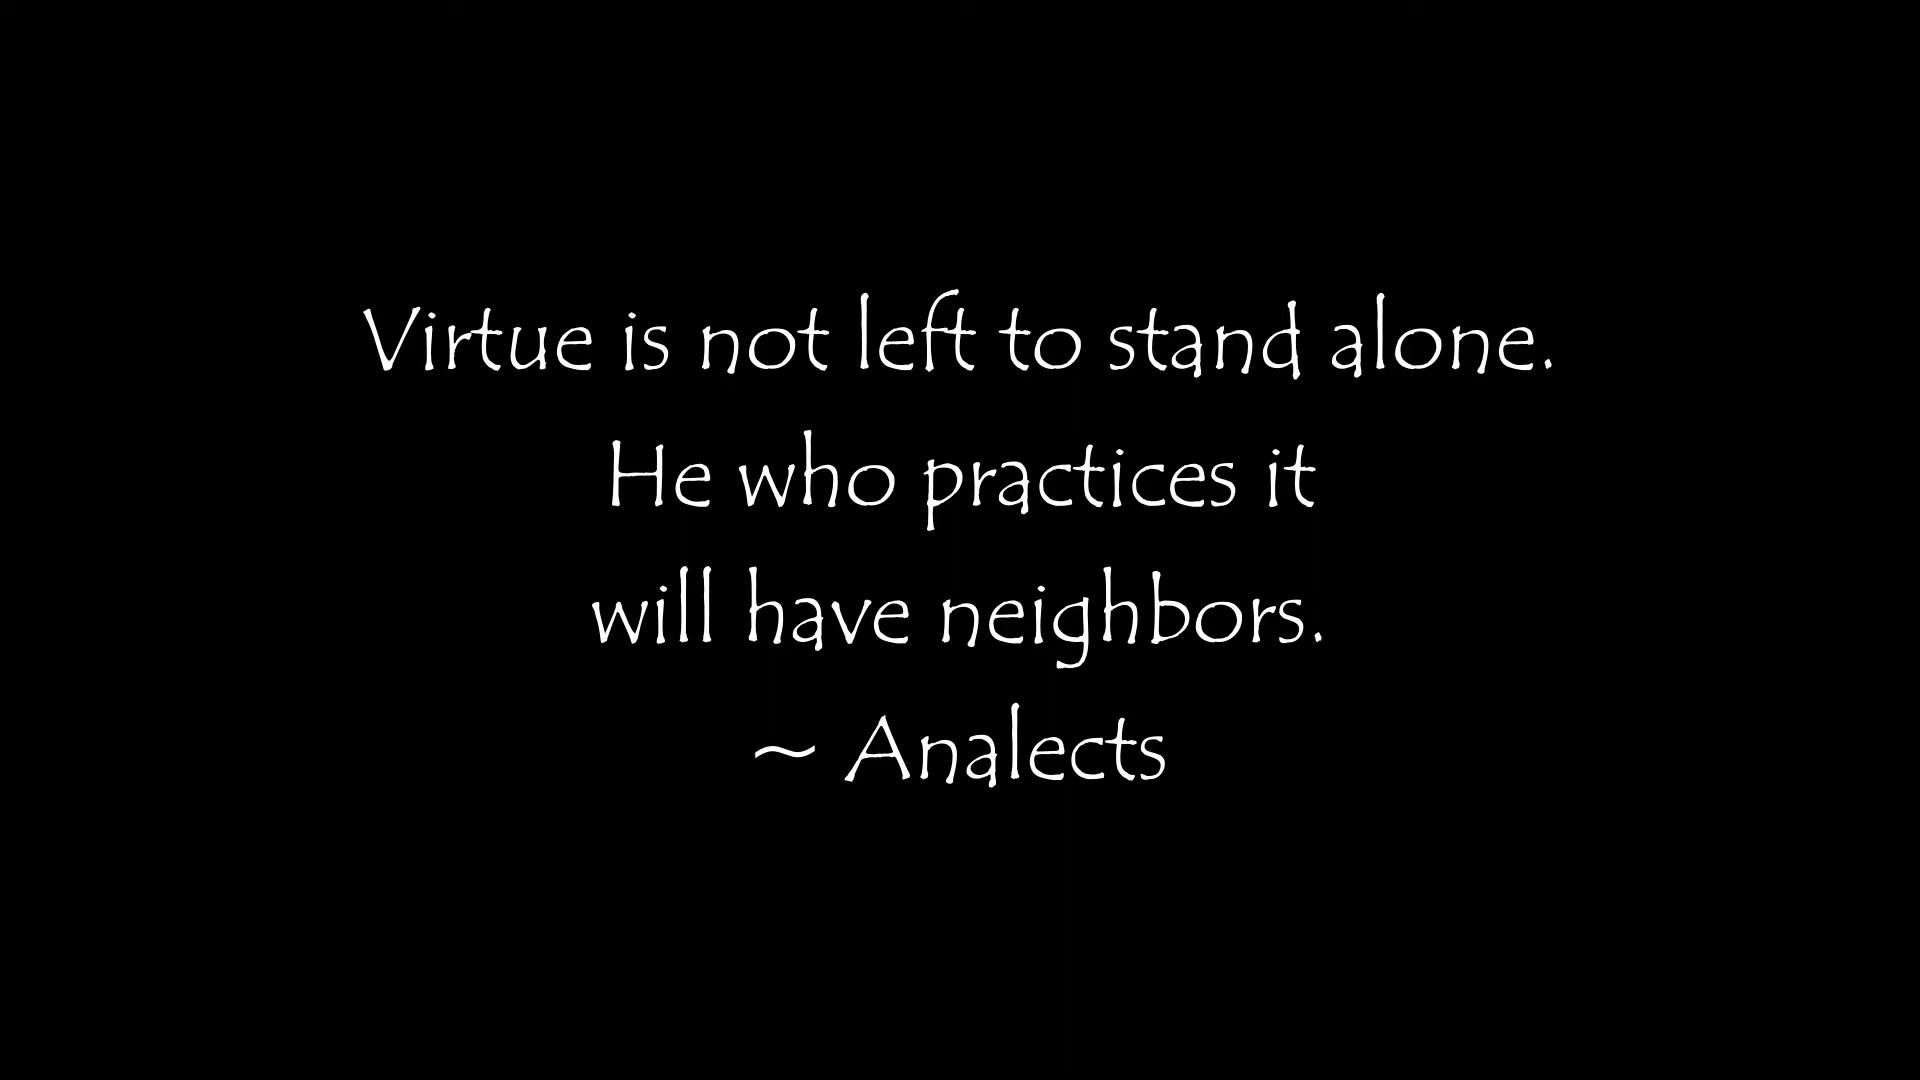 Virtue is not left to stand alone.
He who practices it
will have neighbors.
~ Analects